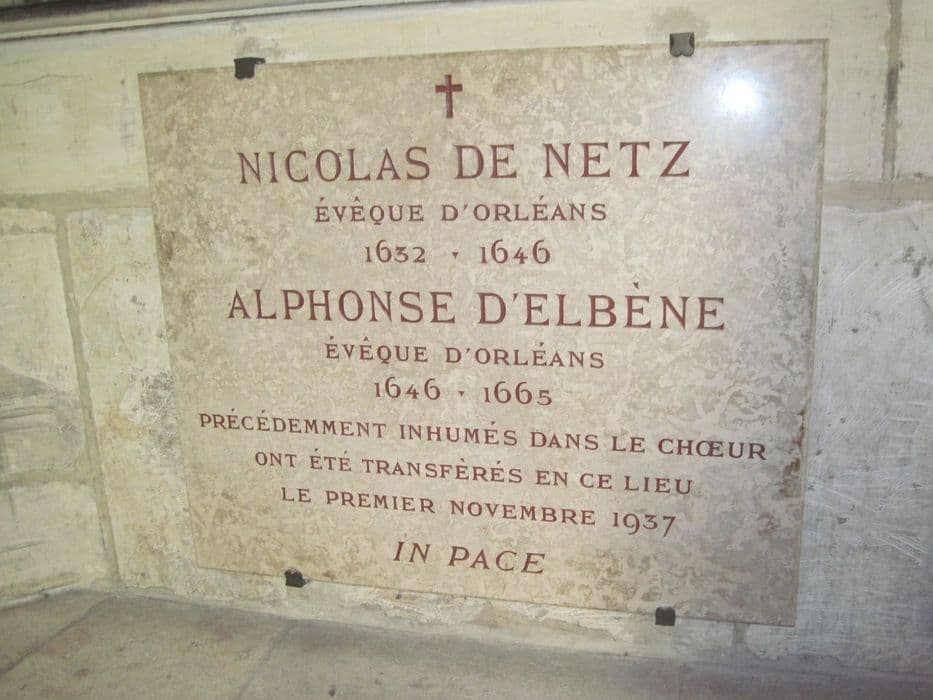 NICOLAS DE NETZ
ÉVÊQUE D'ORLÉANS
1632 · 1646
ALPHONSE D'ELBÈNE
ÉVÊQUE D'ORLÉANS
1646 · 1665
PRÉCÉDEMMENT INHUMÉS DANS LE CHŒUR
ONT ÉTÉ TRANSFÈRÉS EN CE LIEU
LE PREMIER NOVEMBRE 1937
IN PACE